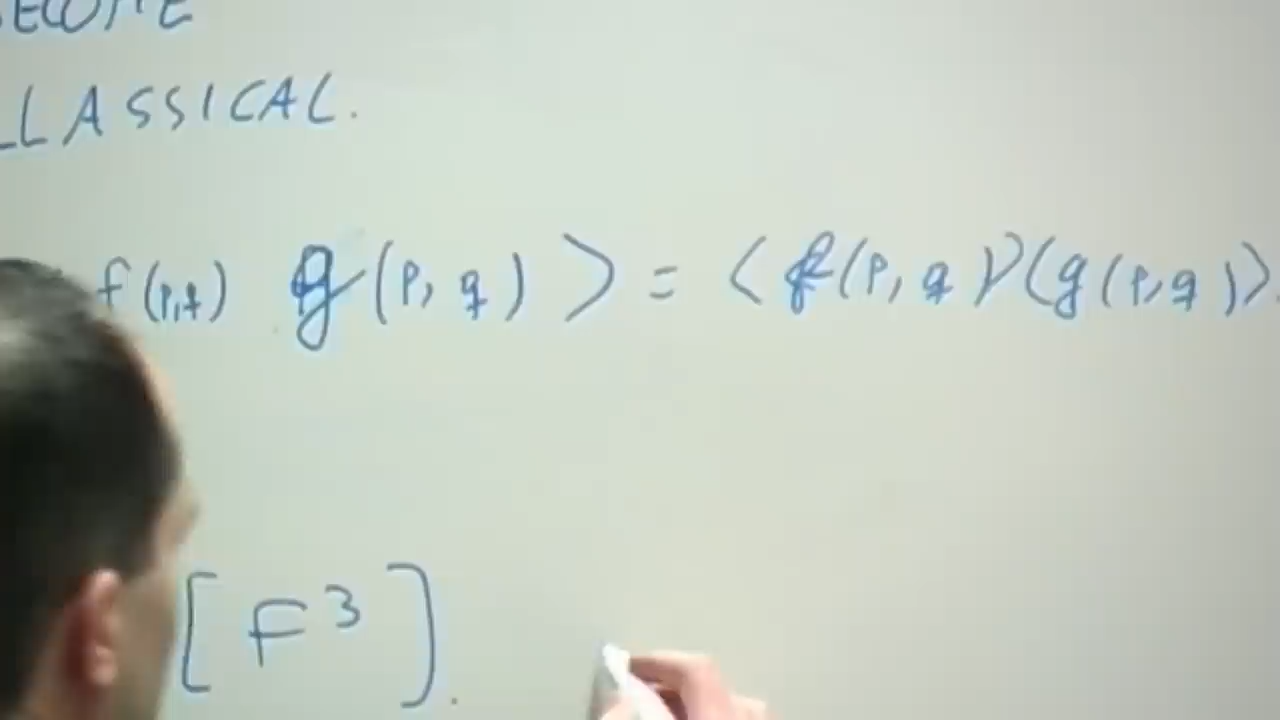 ECOME
LASSICAL.
f(p,q) g(p, q) 〉 = 〈 f(p, q)〉〈g(p,q)〉.
[F³].